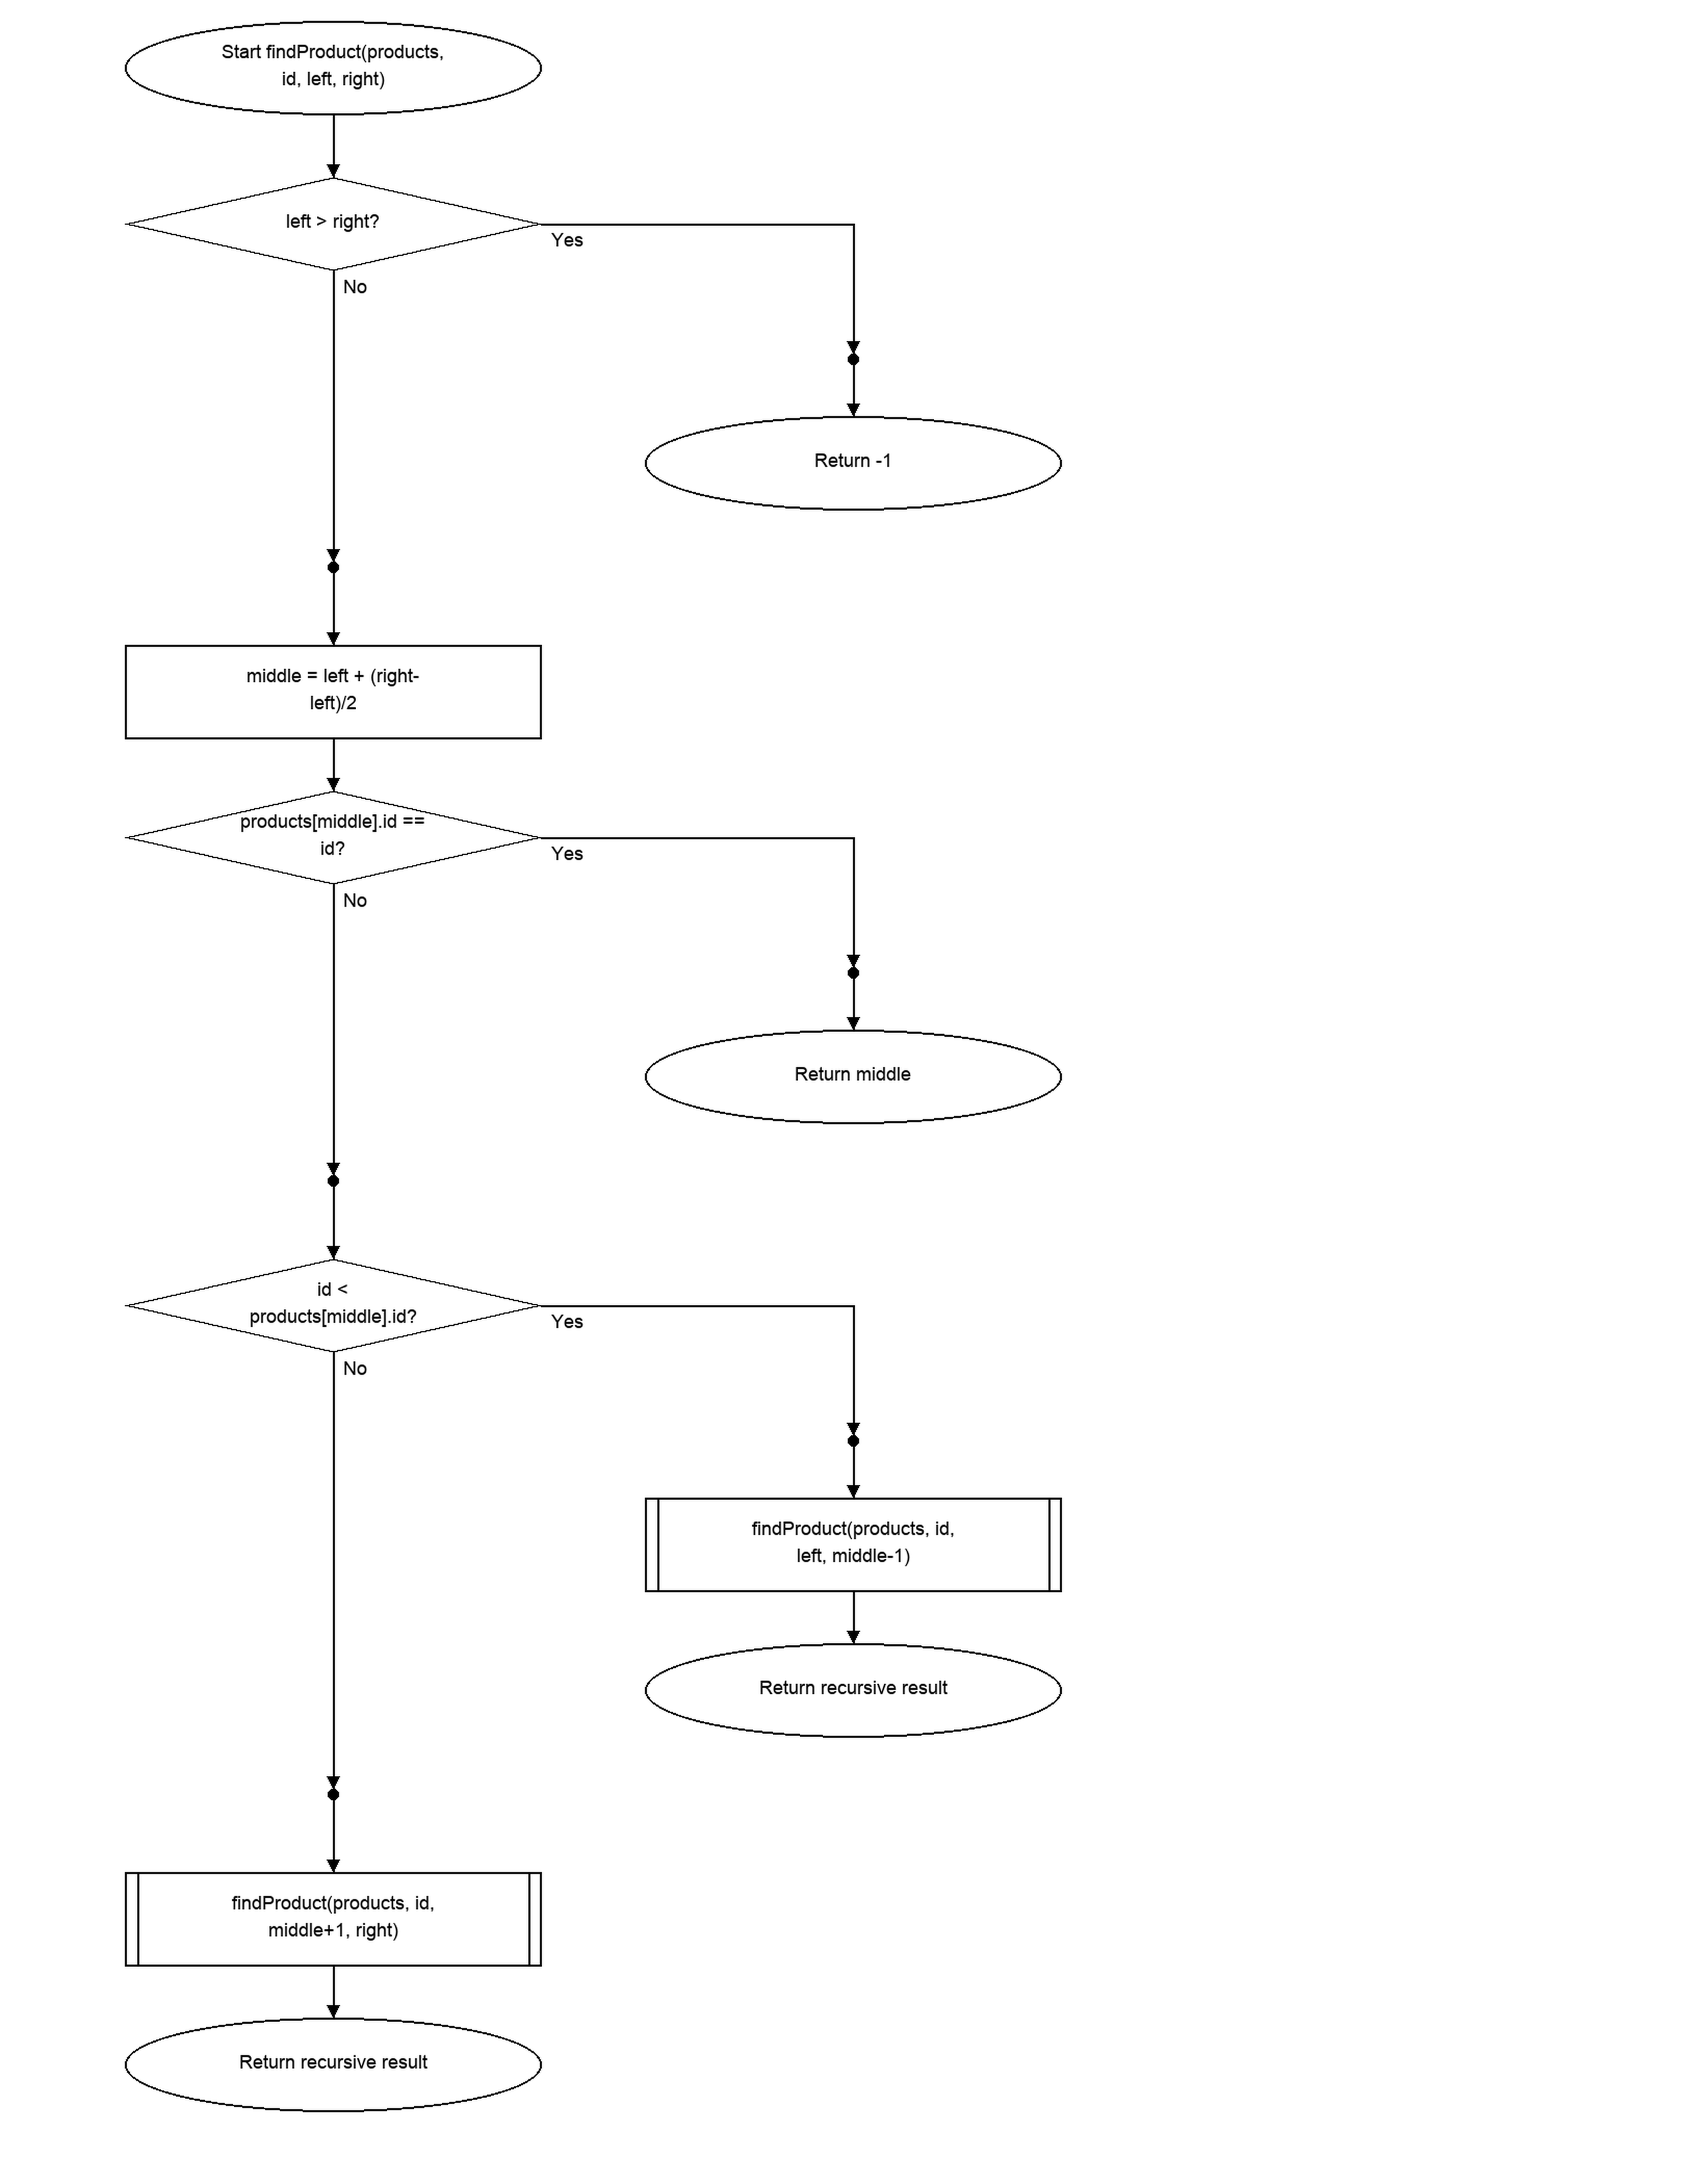 Start findProduct(products,
id, left, right)
left > right?
Yes
No
Return -1
middle = left + (right-
left)/2
products[middle].id ==
id?
Yes
No
Return middle
id <
products[middle].id?
Yes
No
findProduct(products, id,
left, middle-1)
Return recursive result
findProduct(products, id,
middle+1, right)
Return recursive result